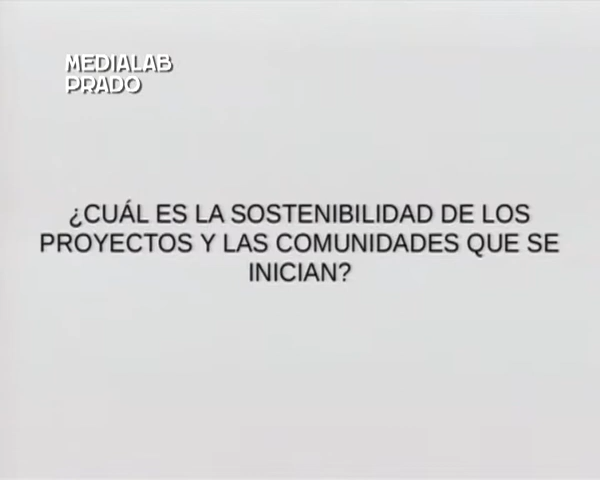 MEDIALAB
PRADO
¿CUÁL ES LA SOSTENIBILIDAD DE LOS
PROYECTOS Y LAS COMUNIDADES QUE SE
INICIAN?